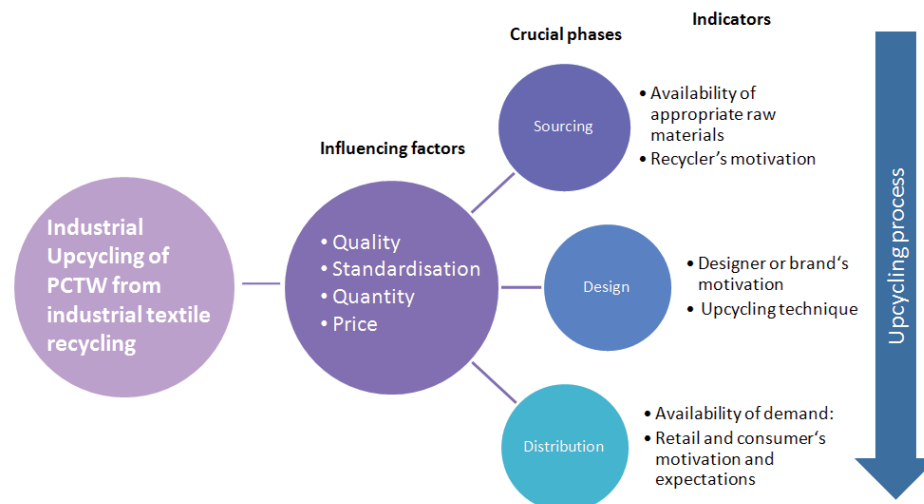 Crucial phases
Indicators
Influencing factors
Industrial
Upcycling of
PCTW from
industrial textile
recycling
• Quality
• Standardisation
• Quantity
• Price
Sourcing
• Availability of
appropriate raw
materials
• Recycler's motivation
Design
• Designer or brand‘s
motivation
• Upcycling technique
Distribution
• Availability of demand:
• Retail and consumer‘s
motivation and
expectations
Upcycling process